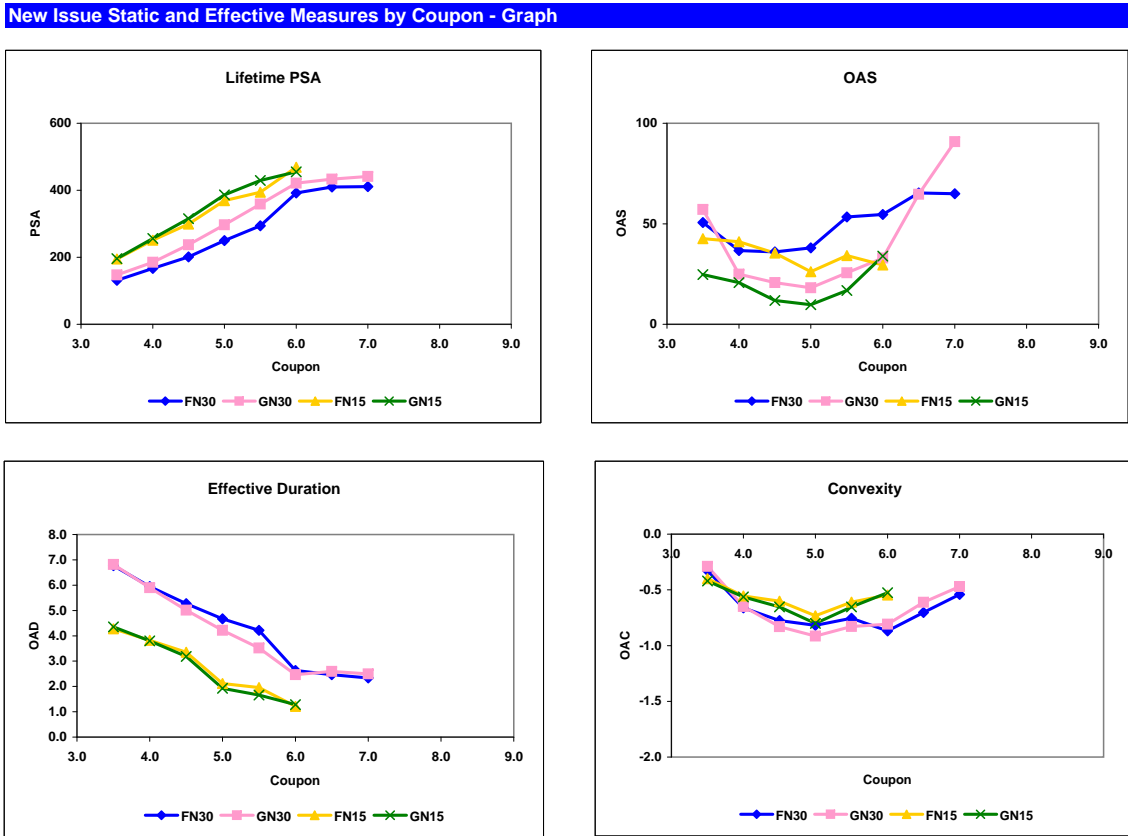 New Issue Static and Effective Measures by Coupon - Graph
Lifetime PSA
600
400
200
0
PSA
3.0 4.0 5.0 6.0 7.0 8.0 9.0
Coupon
FN30 GN30 FN15 GN15
OAS
100
50
0
OAS
3.0 4.0 5.0 6.0 7.0 8.0 9.0
Coupon
FN30 GN30 FN15 GN15
Effective Duration
8.0
7.0
6.0
5.0
4.0
3.0
2.0
1.0
0.0
OAD
3.0 4.0 5.0 6.0 7.0 8.0 9.0
Coupon
FN30 GN30 FN15 GN15
Convexity
0.0
-0.5
-1.0
-1.5
-2.0
OAC
3.0 4.0 5.0 6.0 7.0 8.0 9.0
Coupon
FN30 GN30 FN15 GN15